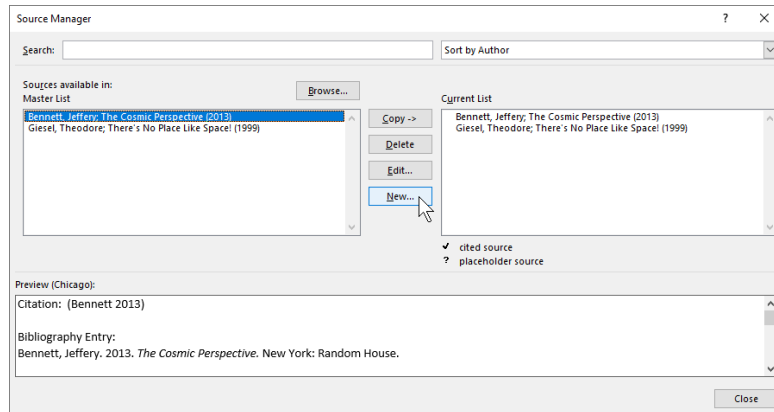 Source Manager
? ×
Search:
Sort by Author
Sources available in:
Master List
Browse...
Current List
Bennett, Jeffery; The Cosmic Perspective (2013)
Giesel, Theodore; There's No Place Like Space! (1999)
Copy ->
Delete
Edit...
New...
Bennett, Jeffery; The Cosmic Perspective (2013)
Giesel, Theodore; There's No Place Like Space! (1999)
✓ cited source
? placeholder source
Preview (Chicago):
Citation: (Bennett 2013)
Bibliography Entry:
Bennett, Jeffery. 2013. The Cosmic Perspective. New York: Random House.
Close